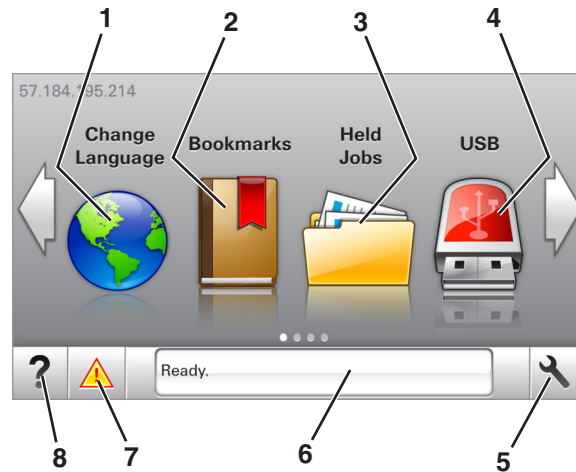 1 2 3 4
57.184.195.214
Change Language
Bookmarks
Held Jobs
USB
?
Ready.
8 7 6 5